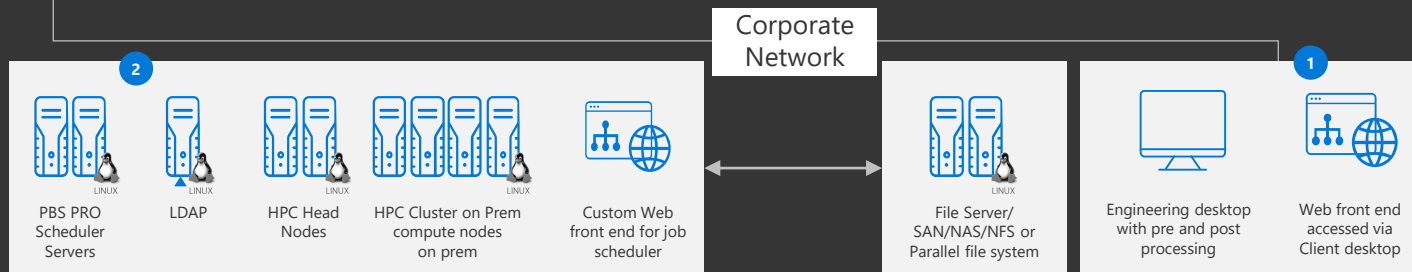 Corporate
Network
2
1
LINUX
LINUX
LINUX
LINUX
LINUX
PBS PRO
Scheduler
Servers
LDAP
HPC Head
Nodes
HPC Cluster on Prem
compute nodes
on prem
Custom Web
front end for job
scheduler
File Server/
SAN/NAS/NFS or
Parallel file system
Engineering desktop
with pre and post
processing
Web front end
accessed via
Client desktop